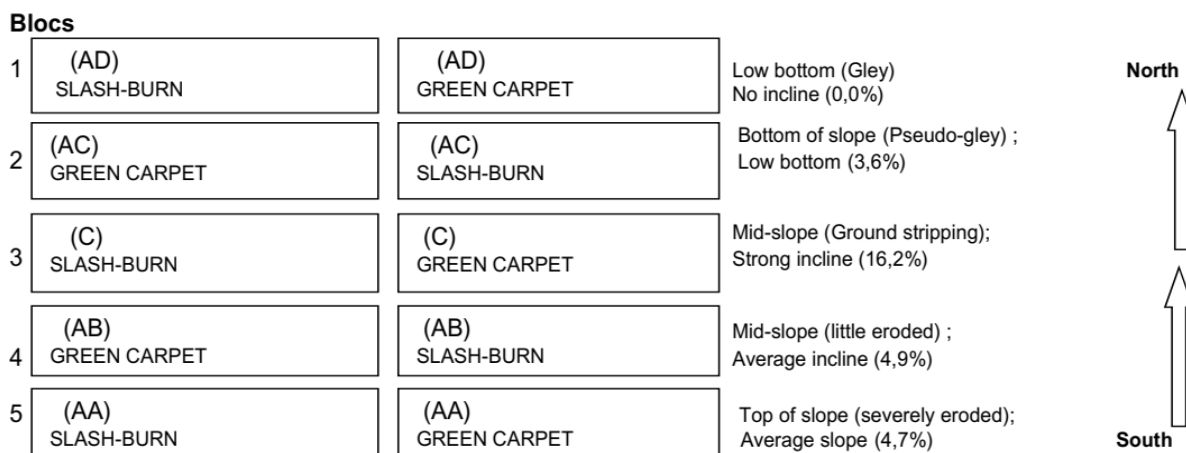 Blocs
1
(AD)
SLASH-BURN
(AD)
GREEN CARPET
Low bottom (Gley)
No incline (0,0%)
North
2
(AC)
GREEN CARPET
(AC)
SLASH-BURN
Bottom of slope (Pseudo-gley) ;
Low bottom (3,6%)
3
(C)
SLASH-BURN
(C)
GREEN CARPET
Mid-slope (Ground stripping);
Strong incline (16,2%)
4
(AB)
GREEN CARPET
(AB)
SLASH-BURN
Mid-slope (little eroded) ;
Average incline (4,9%)
5
(AA)
SLASH-BURN
(AA)
GREEN CARPET
Top of slope (severely eroded);
Average slope (4,7%)
South